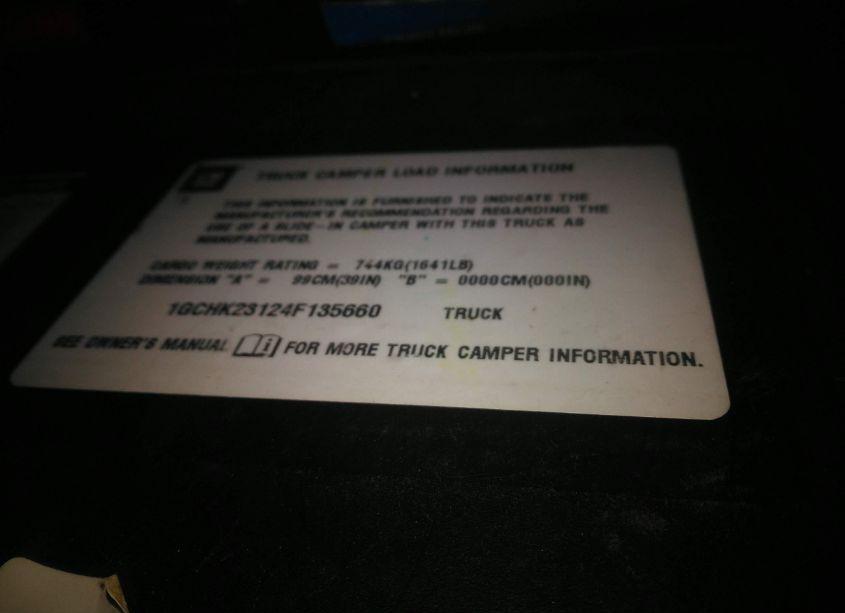 TRUCK CAMPER LOAD INFORMATION
THIS INFORMATION IS FURNISHED TO INDICATE THE
MANUFACTURER'S RECOMMENDATION REGARDING THE
USE OF A SLIDE-IN CAMPER WITH THIS TRUCK AS
MANUFACTURED.
CARGO WEIGHT RATING = 744KG(1641LB)
DIMENSION "A" = 99CM(39IN) "B" = 0000CM(000IN)
1GCHK23124F135660 TRUCK
SEE OWNER'S MANUAL FOR MORE TRUCK CAMPER INFORMATION.